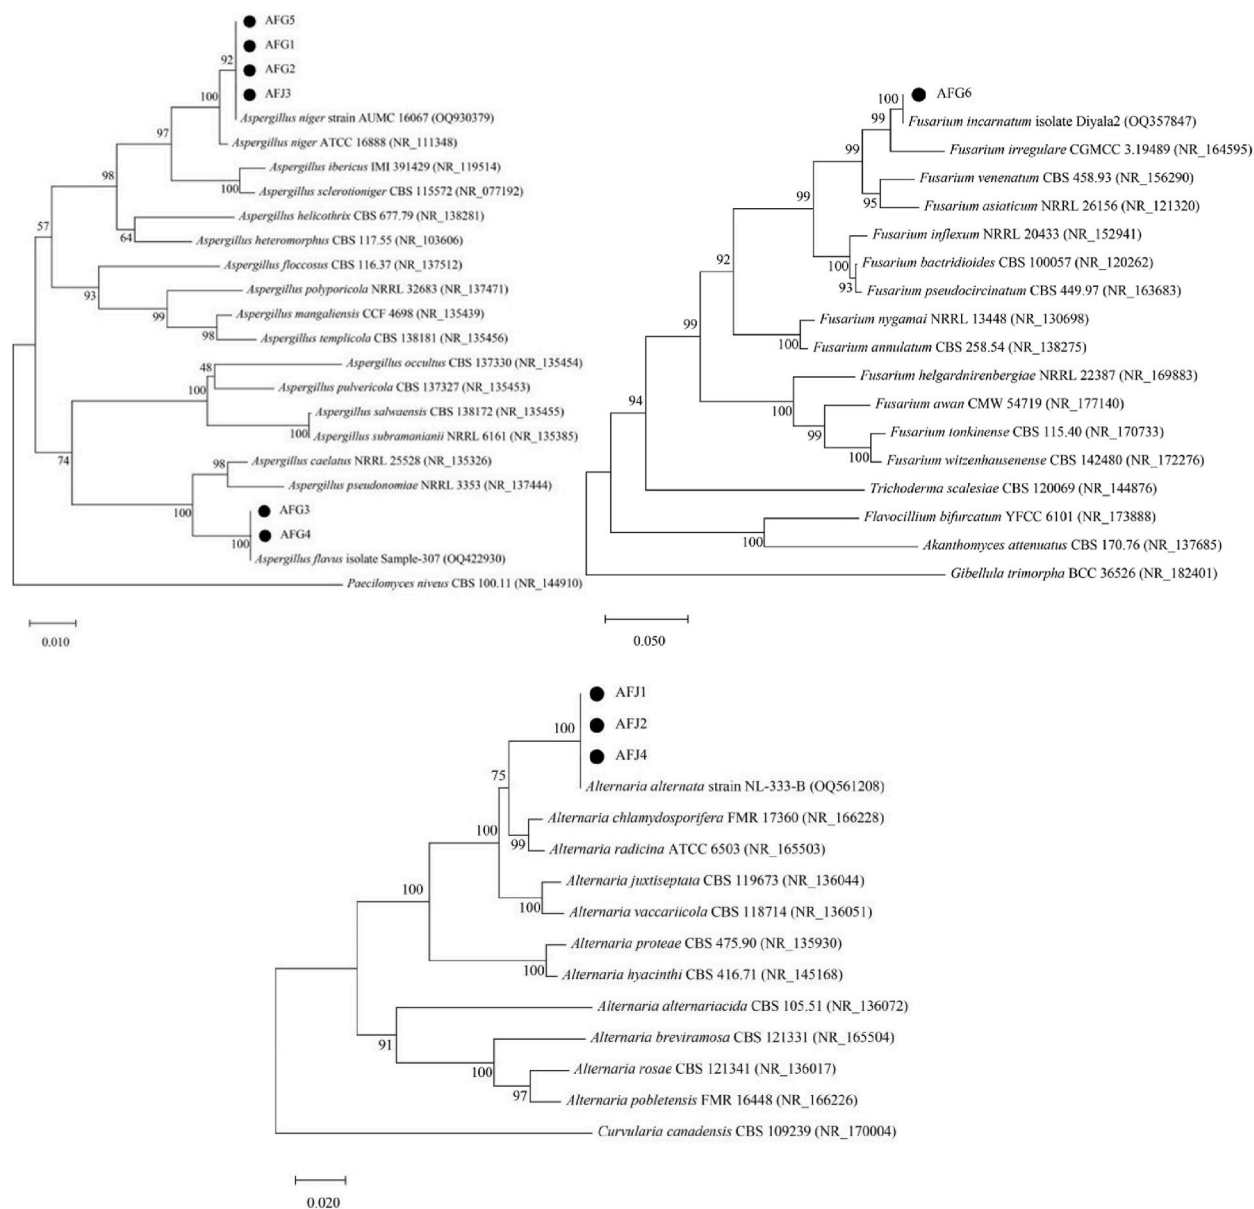 AFG5
92
AFG1
AFG2
100
AFJ3
Aspergillus niger strain AUMC 16067 (OQ930379)
97
Aspergillus niger ATCC 16888 (NR_111348)
Aspergillus ibericus IMI 391429 (NR_119514)
98
100
Aspergillus sclerotioniger CBS 115572 (NR_077192)
Aspergillus helicothrix CBS 677.79 (NR_138281)
57
64
Aspergillus heteromorphus CBS 117.55 (NR_103606)
Aspergillus floccosus CBS 116.37 (NR_137512)
93
Aspergillus polyporicola NRRL 32683 (NR_137471)
99
Aspergillus mangaliensis CCF 4698 (NR_135439)
98
Aspergillus templicola CBS 138181 (NR_135456)
48
Aspergillus occultus CBS 137330 (NR_135454)
100
Aspergillus pulvericola CBS 137327 (NR_135453)
Aspergillus salwaensis CBS 138172 (NR_135455)
100
Aspergillus subramanianii NRRL 6161 (NR_135385)
74
98
Aspergillus caelatus NRRL 25528 (NR_135326)
Aspergillus pseudonomiae NRRL 3353 (NR_137444)
100
AFG3
AFG4
100
Aspergillus flavus isolate Sample-307 (OQ422930)
Paecilomyces niveus CBS 100.11 (NR_144910)
0.010
100
AFG6
99
Fusarium incarnatum isolate Diyala2 (OQ357847)
99
Fusarium irregulare CGMCC 3.19489 (NR_164595)
Fusarium venenatum CBS 458.93 (NR_156290)
99
95
Fusarium asiaticum NRRL 26156 (NR_121320)
Fusarium inflexum NRRL 20433 (NR_152941)
92
100
Fusarium bactridioides CBS 100057 (NR_120262)
93
Fusarium pseudocircinatum CBS 449.97 (NR_163683)
99
Fusarium nygamai NRRL 13448 (NR_130698)
100
Fusarium annulatum CBS 258.54 (NR_138275)
Fusarium helgardnirenbergiae NRRL 22387 (NR_169883)
94
100
Fusarium awan CMW 54719 (NR_177140)
99
Fusarium tonkinense CBS 115.40 (NR_170733)
100
Fusarium witzenhausenense CBS 142480 (NR_172276)
Trichoderma scalesiae CBS 120069 (NR_144876)
Flavocillium bifurcatum YFCC 6101 (NR_173888)
100
Akanthomyces attenuatus CBS 170.76 (NR_137685)
Gibellula trimorpha BCC 36526 (NR_182401)
0.050
AFJ1
100
AFJ2
AFJ4
75
Alternaria alternata strain NL-333-B (OQ561208)
Alternaria chlamydosporifera FMR 17360 (NR_166228)
100
99
Alternaria radicina ATCC 6503 (NR_165503)
Alternaria juxtiseptata CBS 119673 (NR_136044)
100
100
Alternaria vaccariicola CBS 118714 (NR_136051)
Alternaria proteae CBS 475.90 (NR_135930)
100
Alternaria hyacinthi CBS 416.71 (NR_145168)
Alternaria alternariacida CBS 105.51 (NR_136072)
91
Alternaria breviramosa CBS 121331 (NR_165504)
100
Alternaria rosae CBS 121341 (NR_136017)
97
Alternaria pobletensis FMR 16448 (NR_166226)
Curvularia canadensis CBS 109239 (NR_170004)
0.020